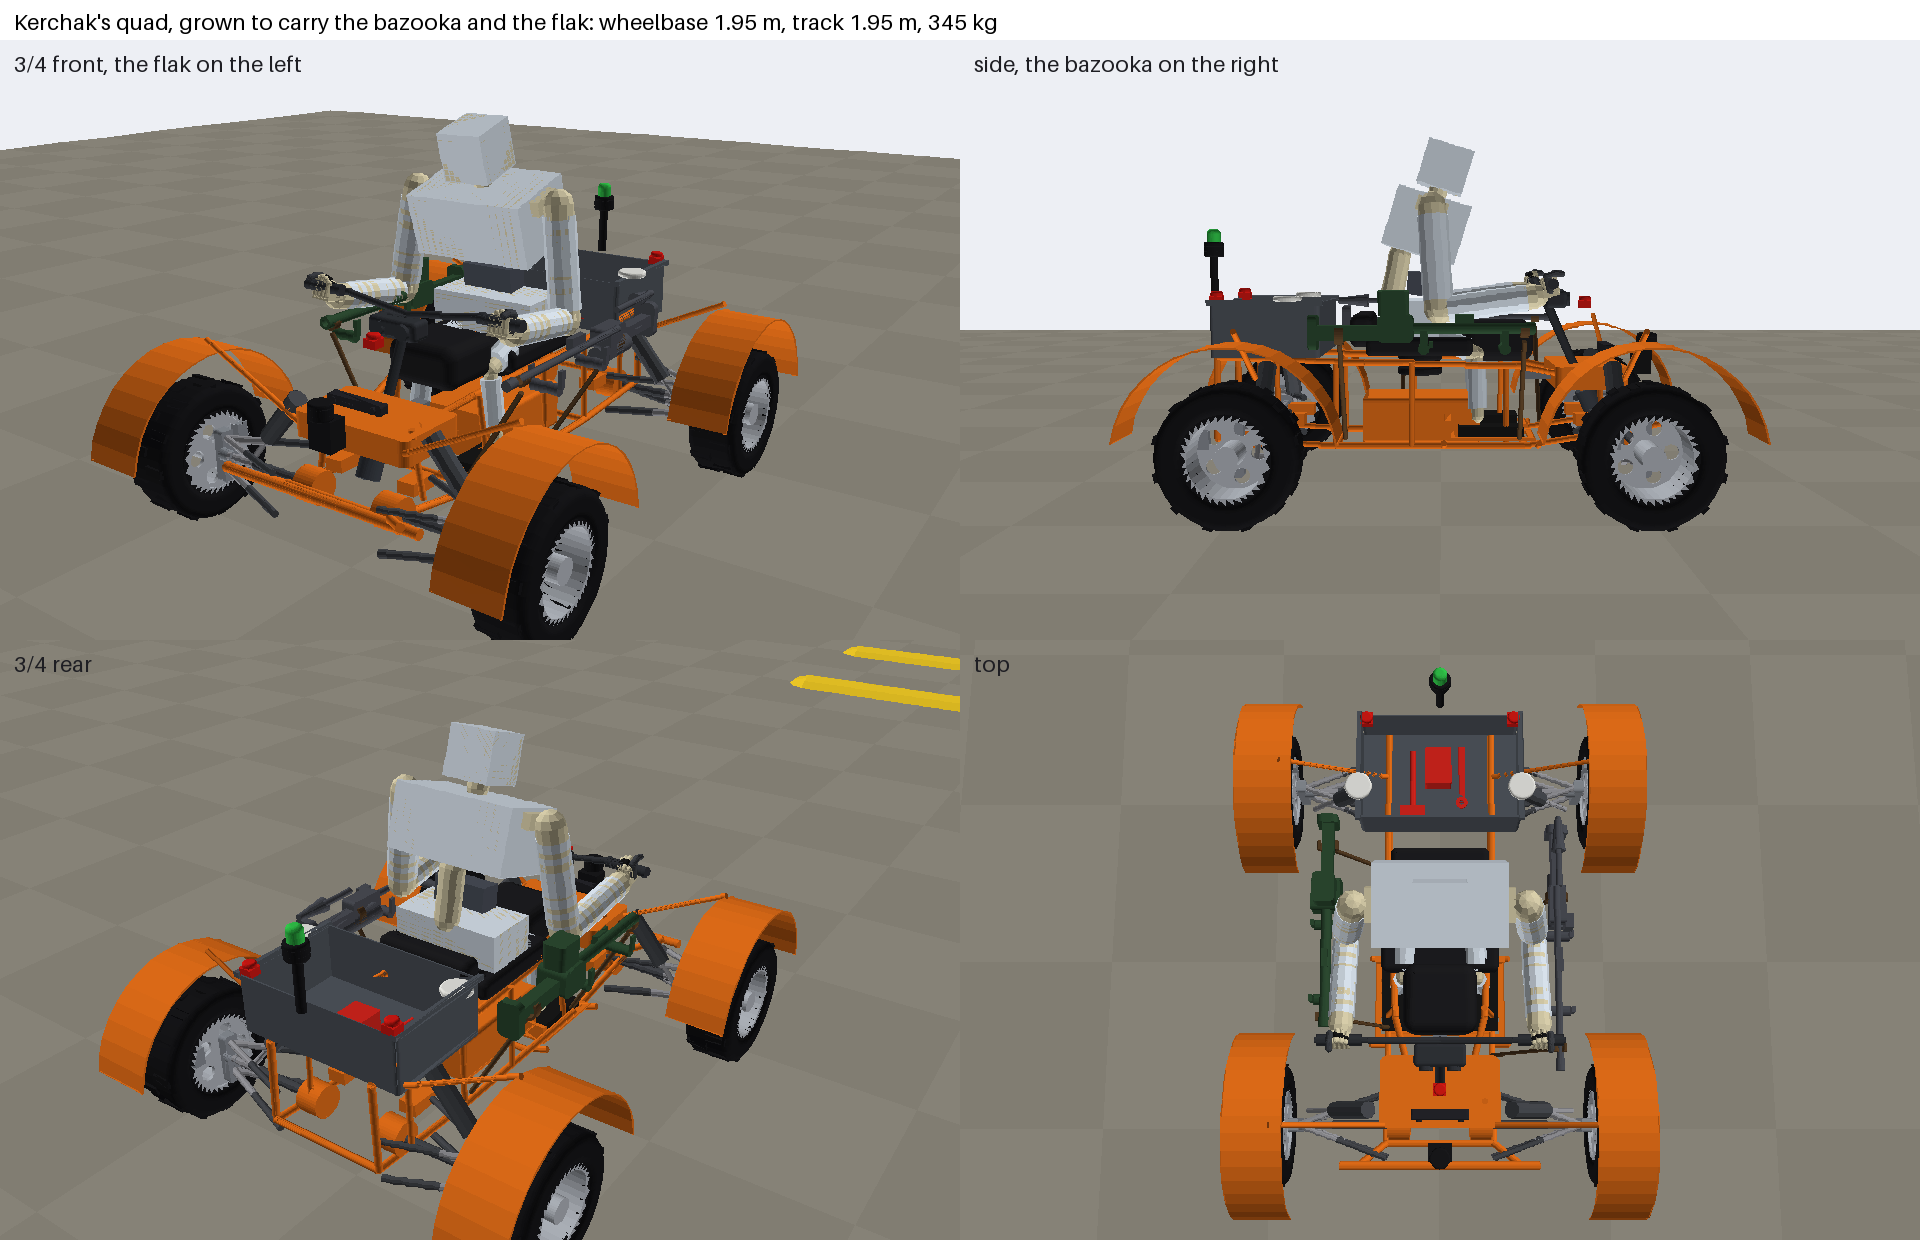 Kerchak's quad, grown to carry the bazooka and the flak: wheelbase 1.95 m, track 1.95 m, 345 kg
3/4 front, the flak on the left
side, the bazooka on the right
3/4 rear
top